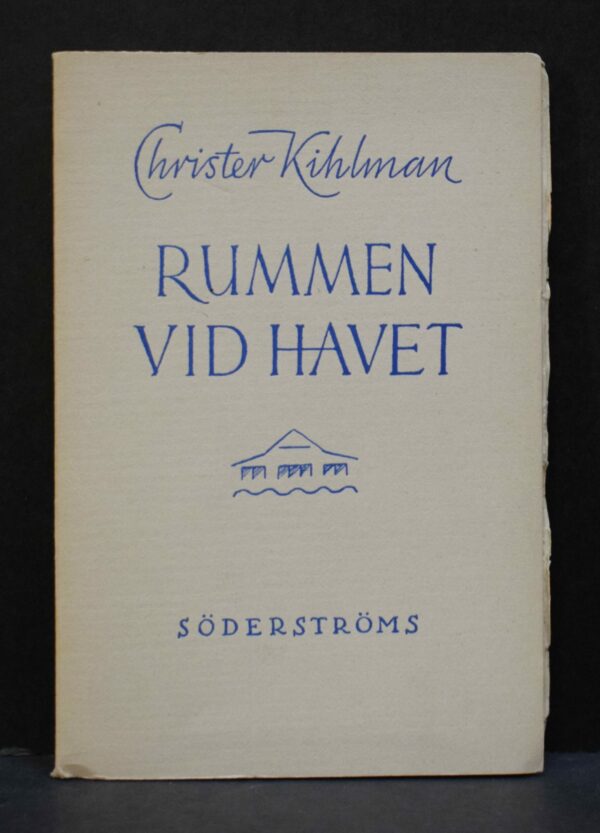 Christer Kihlman
RUMMEN
VID HAVET
SÖDERSTRÖMS